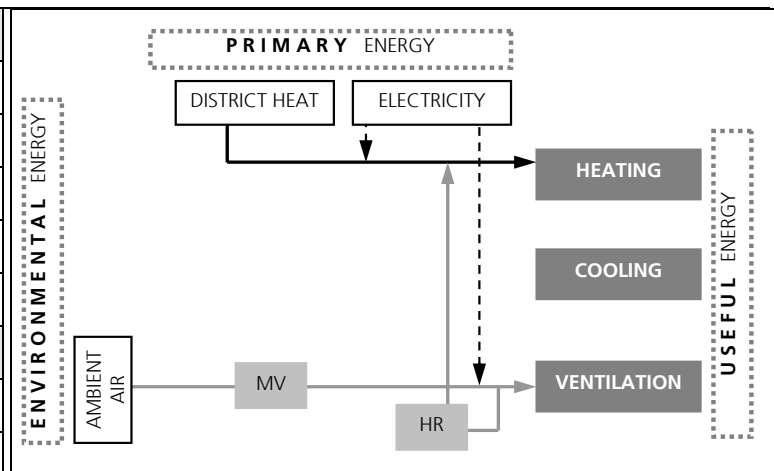 PRIMARY ENERGY
DISTRICT HEAT
ELECTRICITY
ENVIRONMENTAL ENERGY
AMBIENT
AIR
MV
HR
HEATING
COOLING
VENTILATION
USEFUL ENERGY